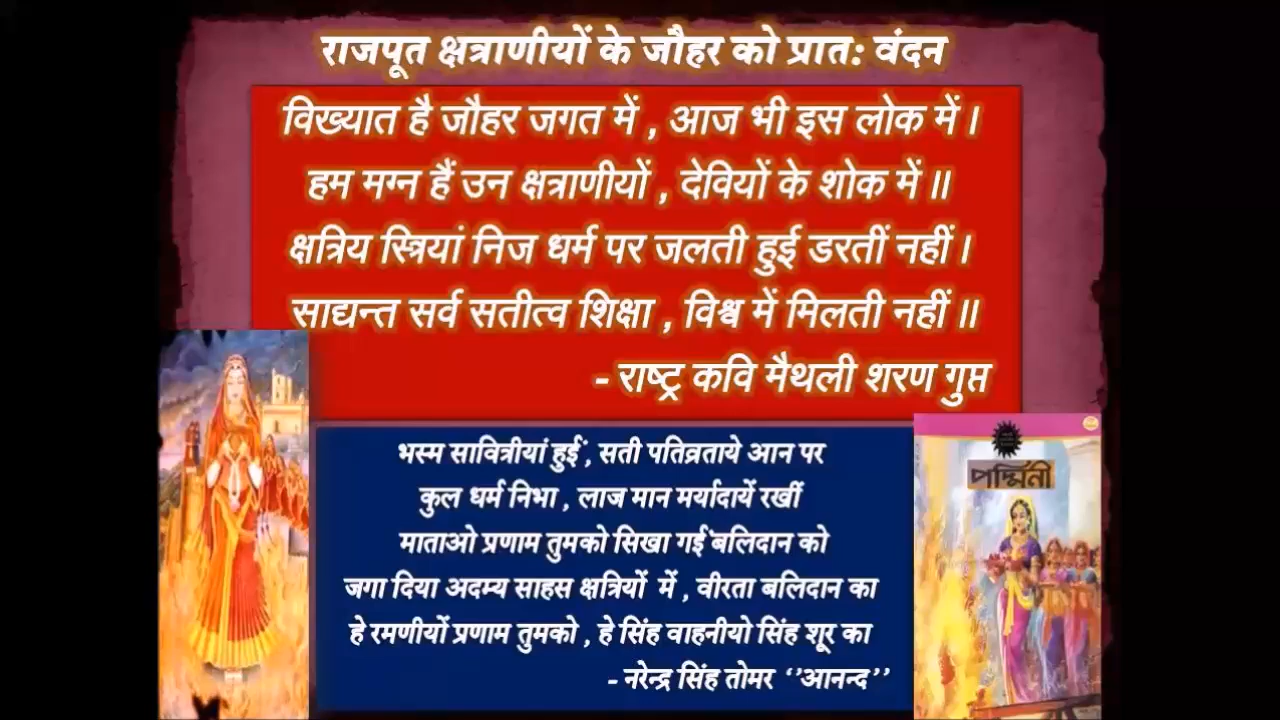 राजपूत क्षत्राणीयों के जौहर को प्रात: वंदन
विख्यात है जौहर जगत में , आज भी इस लोक में ।
हम मग्न हैं उन क्षत्राणीयों , देवियों के शोक में ॥
क्षत्रिय स्त्रियां निज धर्म पर जलती हुई डरतीं नहीं ।
साद्यन्त सर्व सतीत्व शिक्षा , विश्व में मिलती नहीं ॥
- राष्ट्र कवि मैथली शरण गुप्त
भस्म सावित्रीयां हुईं , सती पतिव्रताये आन पर
कुल धर्म निभा , लाज मान मर्यादायें रखीं
माताओ प्रणाम तुमको सिखा गईं बलिदान को
जगा दिया अदम्य साहस क्षत्रियों में , वीरता बलिदान का
हे रमणीयों प्रणाम तुमको , हे सिंह वाहनीयो सिंह शूर का
- नरेन्द्र सिंह तोमर ‘’आनन्द’’
পদ্মিনী